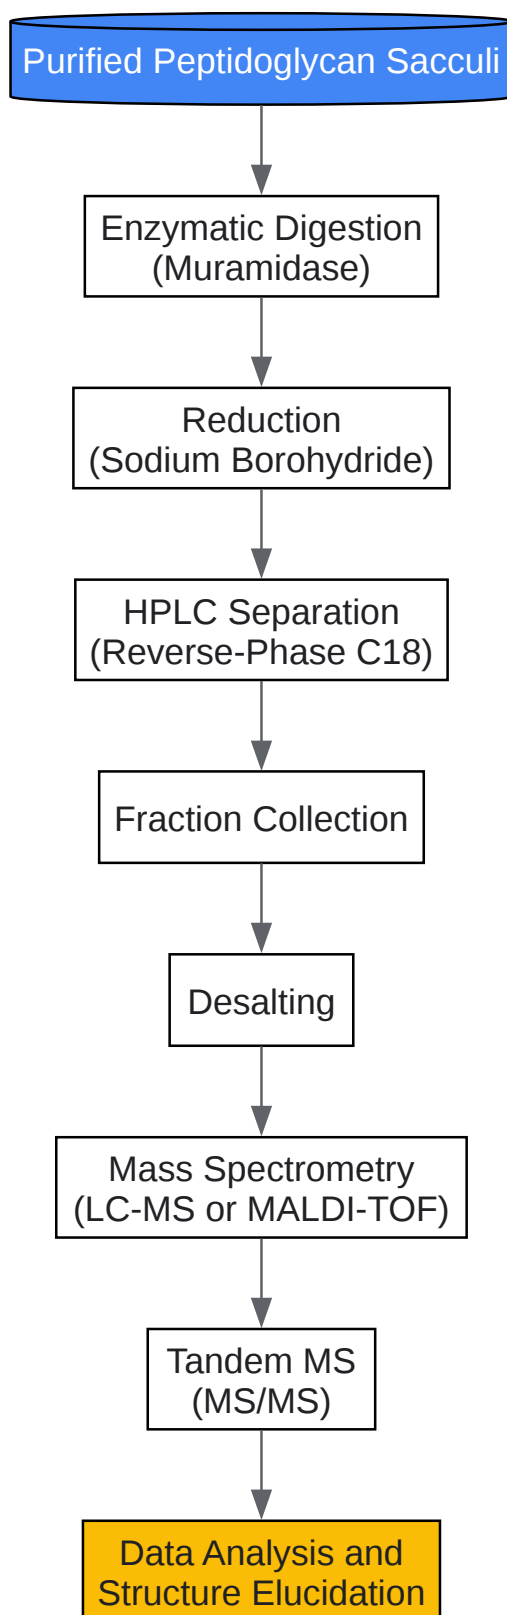 Purified Peptidoglycan Sacculi
Enzymatic Digestion
(Muramidase)
Reduction
(Sodium Borohydride)
HPLC Separation
(Reverse-Phase C18)
Fraction Collection
Desalting
Mass Spectrometry
(LC-MS or MALDI-TOF)
Tandem MS
(MS/MS)
Data Analysis and
Structure Elucidation